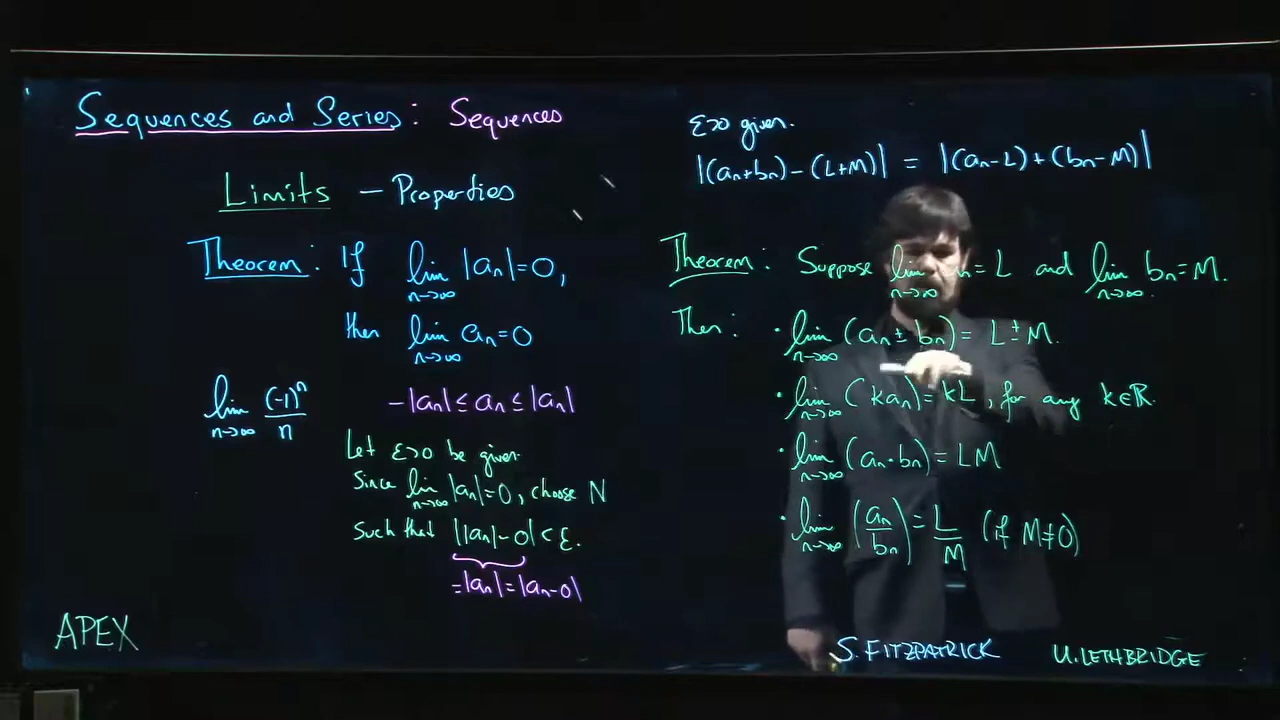 Sequences and Series: Sequences
Limits - Properties
Theorem: If lim n→∞ |an|=0,
then lim n→∞ an=0
lim n→∞ (-1)^n/n
-|an| ≤ an ≤ |an|
Let ε>0 be given.
Since lim n→∞ |an|=0, choose N
such that ||an|-0| < ε.
=|an|=|an-0|
APEX
ε>0 given.
|(an+bn)-(L+M)| = |(an-L)+(bn-M)|
Theorem: Suppose lim n→∞ an = L and lim n→∞ bn = M.
Then: · lim n→∞ (an ± bn) = L ± M.
· lim n→∞ (kan) = kL, for any k∈ℝ.
· lim n→∞ (an·bn) = LM
· lim n→∞ (an/bn) = L/M (if M≠0)
S. FITZPATRICK U. LETHBRIDGE